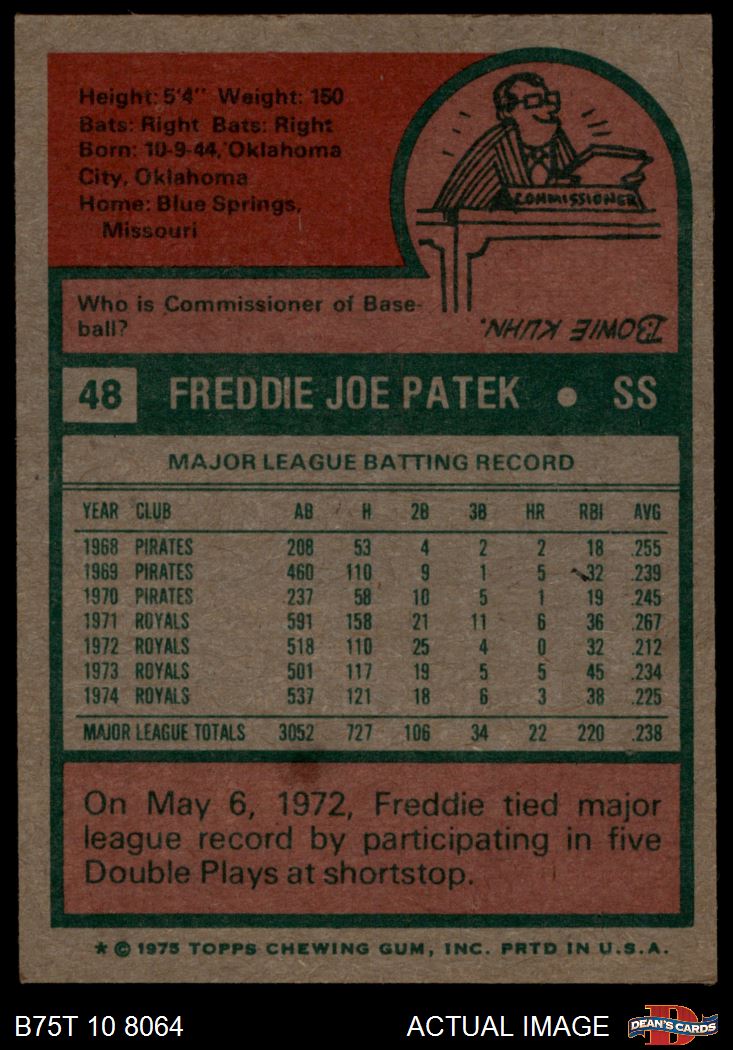 Height: 5'4" Weight: 150
Bats: Right Bats: Right
Born: 10-9-44, Oklahoma
City, Oklahoma
Home: Blue Springs,
Missouri
COMMISSIONER
Who is Commissioner of Base-
ball?
BOWIE KUHN.
48 FREDDIE JOE PATEK • SS
MAJOR LEAGUE BATTING RECORD
YEAR CLUB AB H 2B 3B HR RBI AVG
1968 PIRATES 208 53 4 2 2 18 .255
1969 PIRATES 460 110 9 1 5 32 .239
1970 PIRATES 237 58 10 5 1 19 .245
1971 ROYALS 591 158 21 11 6 36 .267
1972 ROYALS 518 110 25 4 0 32 .212
1973 ROYALS 501 117 19 5 5 45 .234
1974 ROYALS 537 121 18 6 3 38 .225
MAJOR LEAGUE TOTALS 3052 727 106 34 22 220 .238
On May 6, 1972, Freddie tied major
league record by participating in five
Double Plays at shortstop.
* © 1975 TOPPS CHEWING GUM, INC. PRTD IN U.S.A.
B75T 10 8064 ACTUAL IMAGE D DEAN'S CARDS